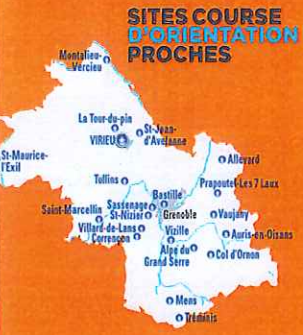 SITES COURSE
D'ORIENTATION
PROCHES
Montalieu-
Vercieu
La Tour-du-pin
VIRIEU
St-Jean-
d'Avelanne
St-Maurice-
l'Exil
Allevard
Tullins
Prapoutel-Les 7 Laux
Bastille
Saint-Marcellin
Sassenage
St-Nizier
Grenoble
Vaujany
Villard-de-Lans
Vizille
Auris-en-Oisans
Corrençon
Alpe du
Grand Serre
Col d'Ornon
Mens
Tréminis